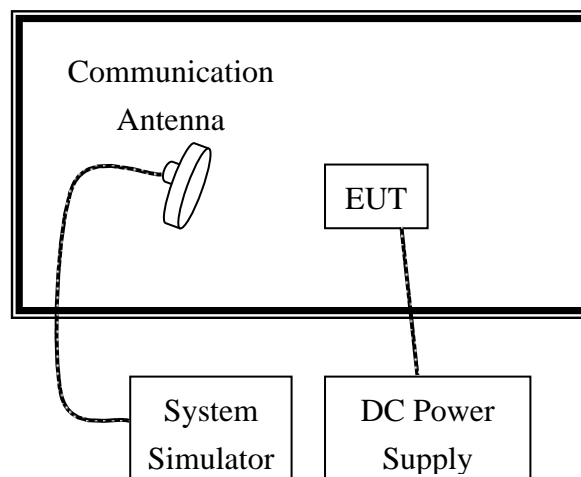 Communication
Antenna
EUT
System
Simulator
DC Power
Supply